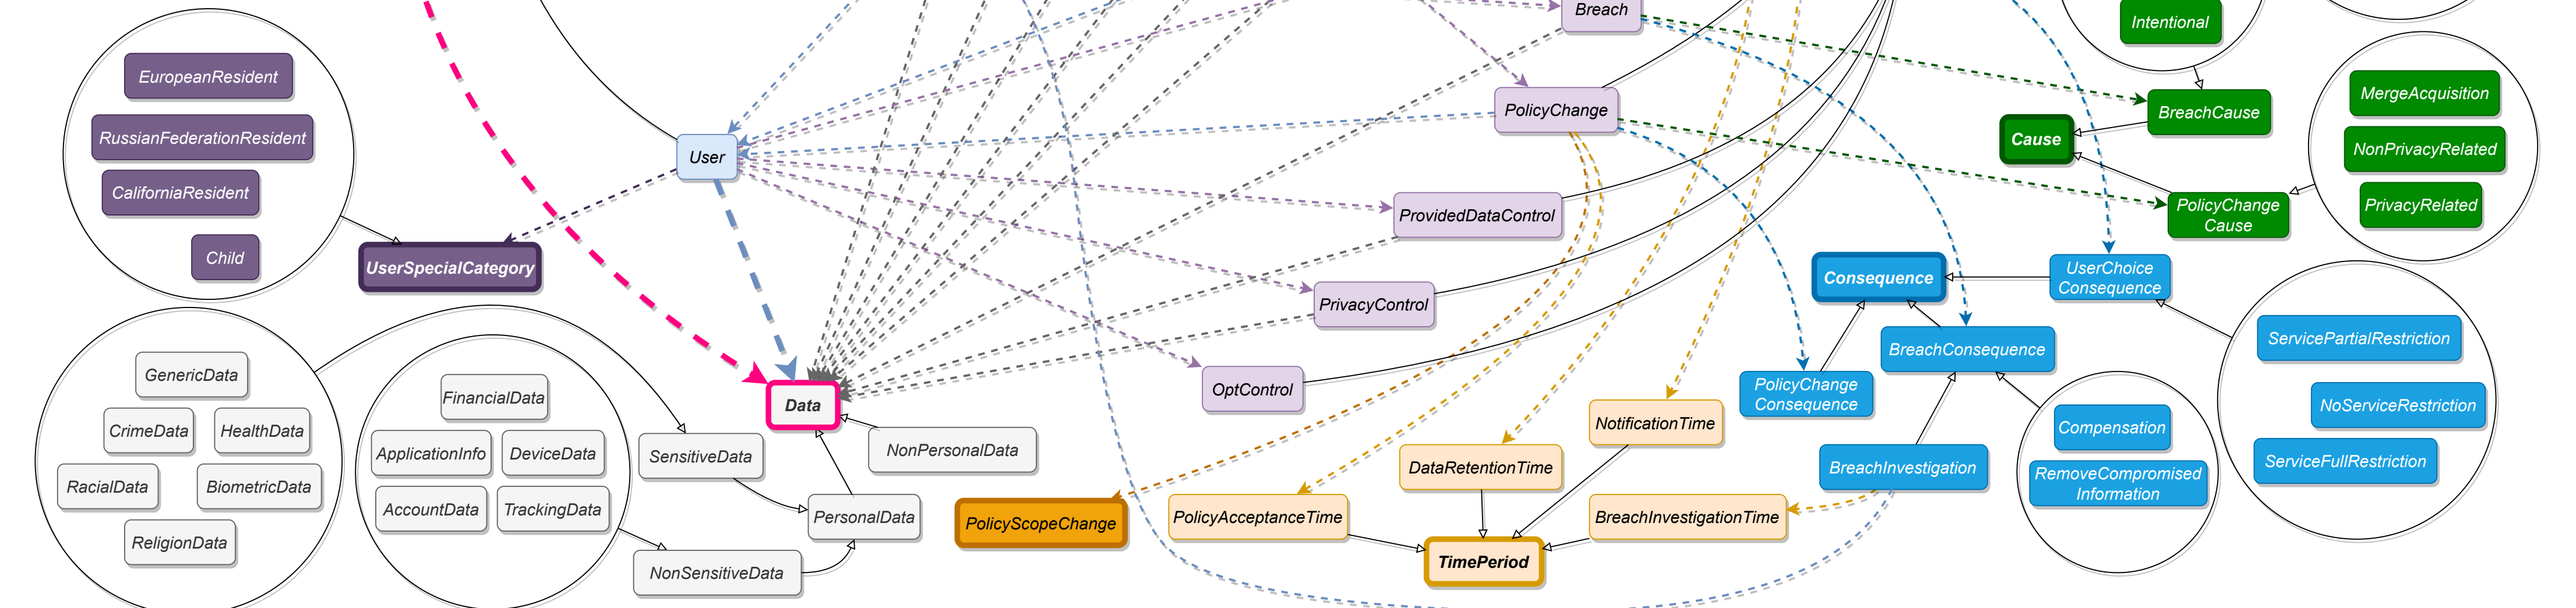 Breach
Intentional
EuropeanResident
RussianFederationResident
CaliforniaResident
Child
UserSpecialCategory
User
PolicyChange
ProvidedDataControl
PrivacyControl
OptControl
MergeAcquisition
BreachCause
Cause
NonPrivacyRelated
PrivacyRelated
PolicyChange
Cause
Consequence
UserChoice
Consequence
ServicePartialRestriction
BreachConsequence
NoServiceRestriction
ServiceFullRestriction
PolicyChange
Consequence
Compensation
RemoveCompromised
Information
BreachInvestigation
GenericData
CrimeData
HealthData
RacialData
BiometricData
ReligionData
FinancialData
ApplicationInfo
DeviceData
AccountData
TrackingData
Data
SensitiveData
NonPersonalData
PersonalData
NonSensitiveData
PolicyScopeChange
NotificationTime
DataRetentionTime
PolicyAcceptanceTime
BreachInvestigationTime
TimePeriod